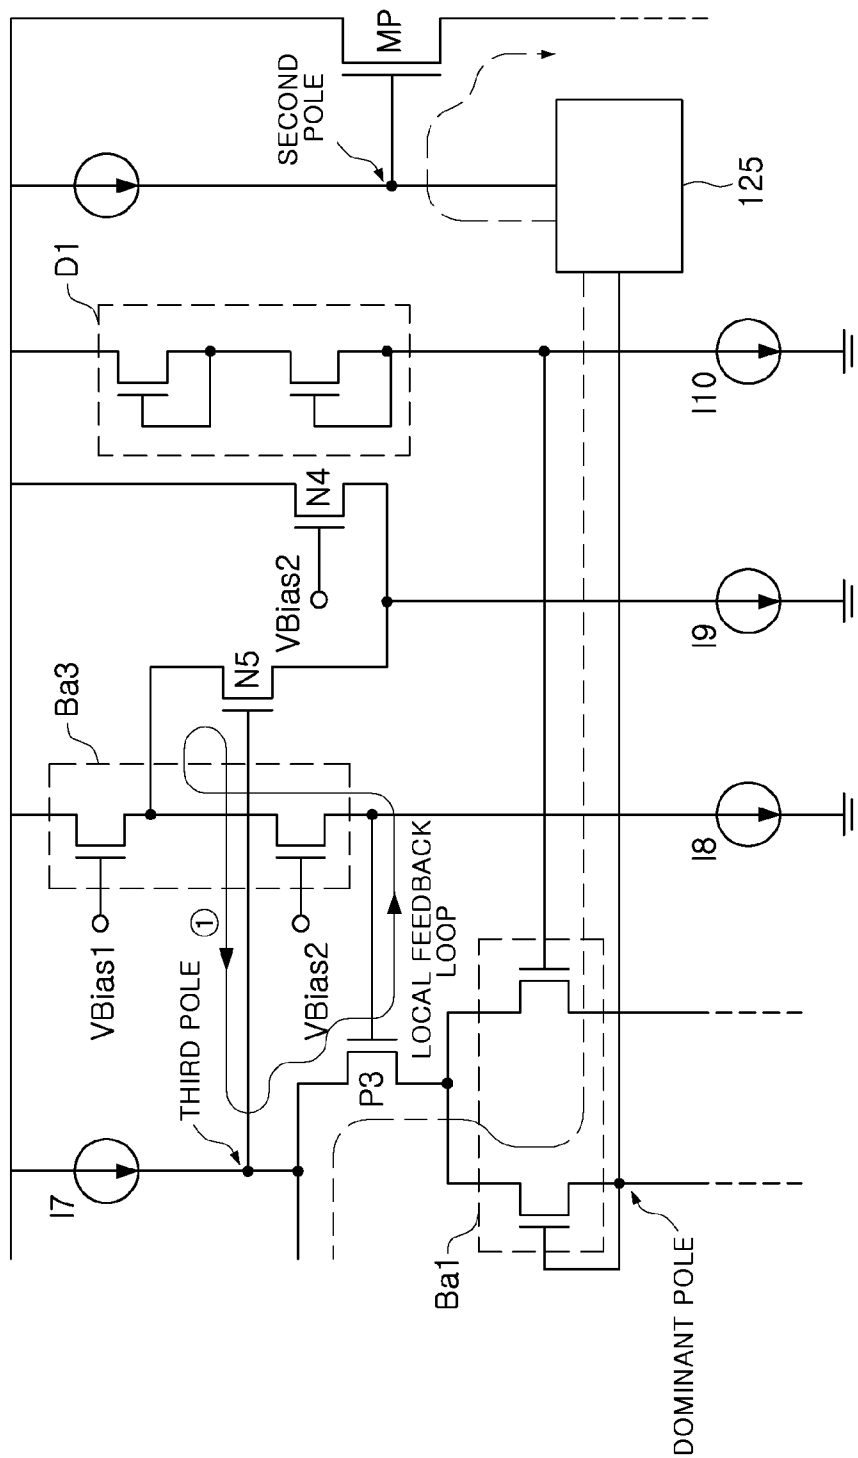 I7
THIRD POLE
VBias1
VBias2
1
Ba3
N5
VBias2
N4
D1
SECOND
POLE
MP
P3
LOCAL FEEDBACK
LOOP
Ba1
DOMINANT POLE
I8
I9
I10
125